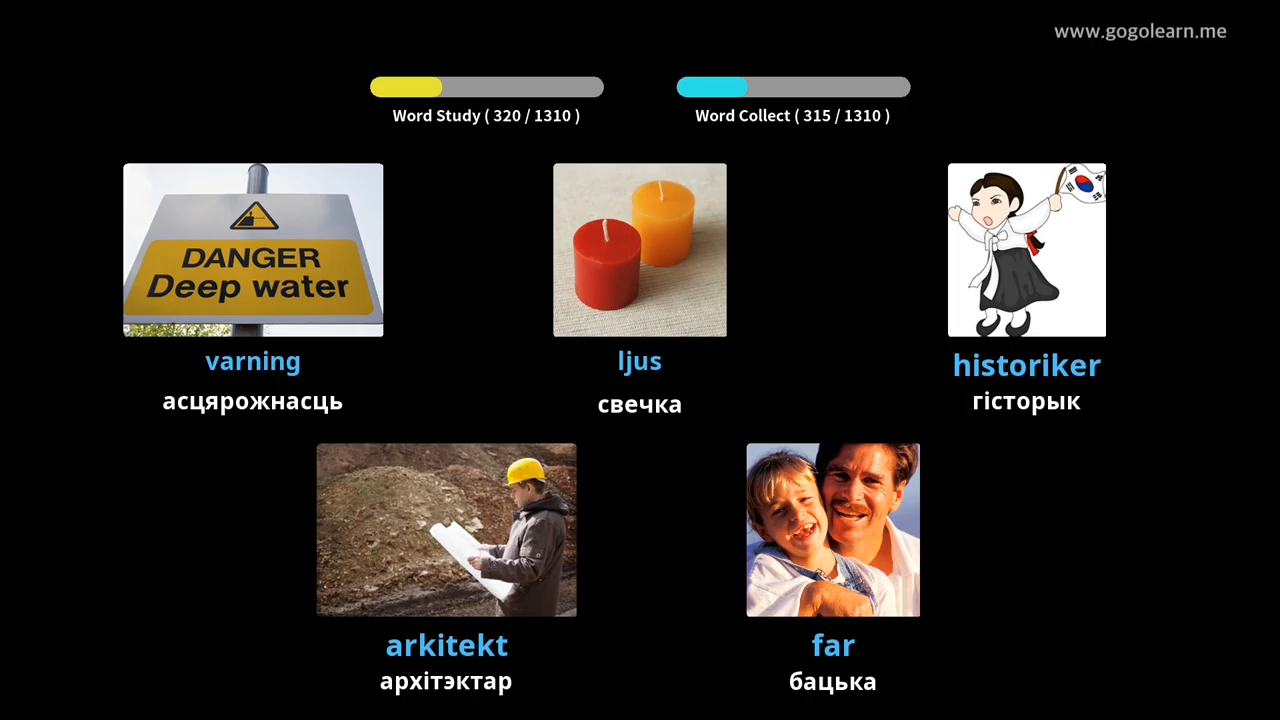 www.gogolearn.me
Word Study ( 320 / 1310 )
Word Collect ( 315 / 1310 )
DANGER
Deep water
varning
асцярожнасць
ljus
свечка
historiker
гісторык
arkitekt
архітэктар
far
бацька